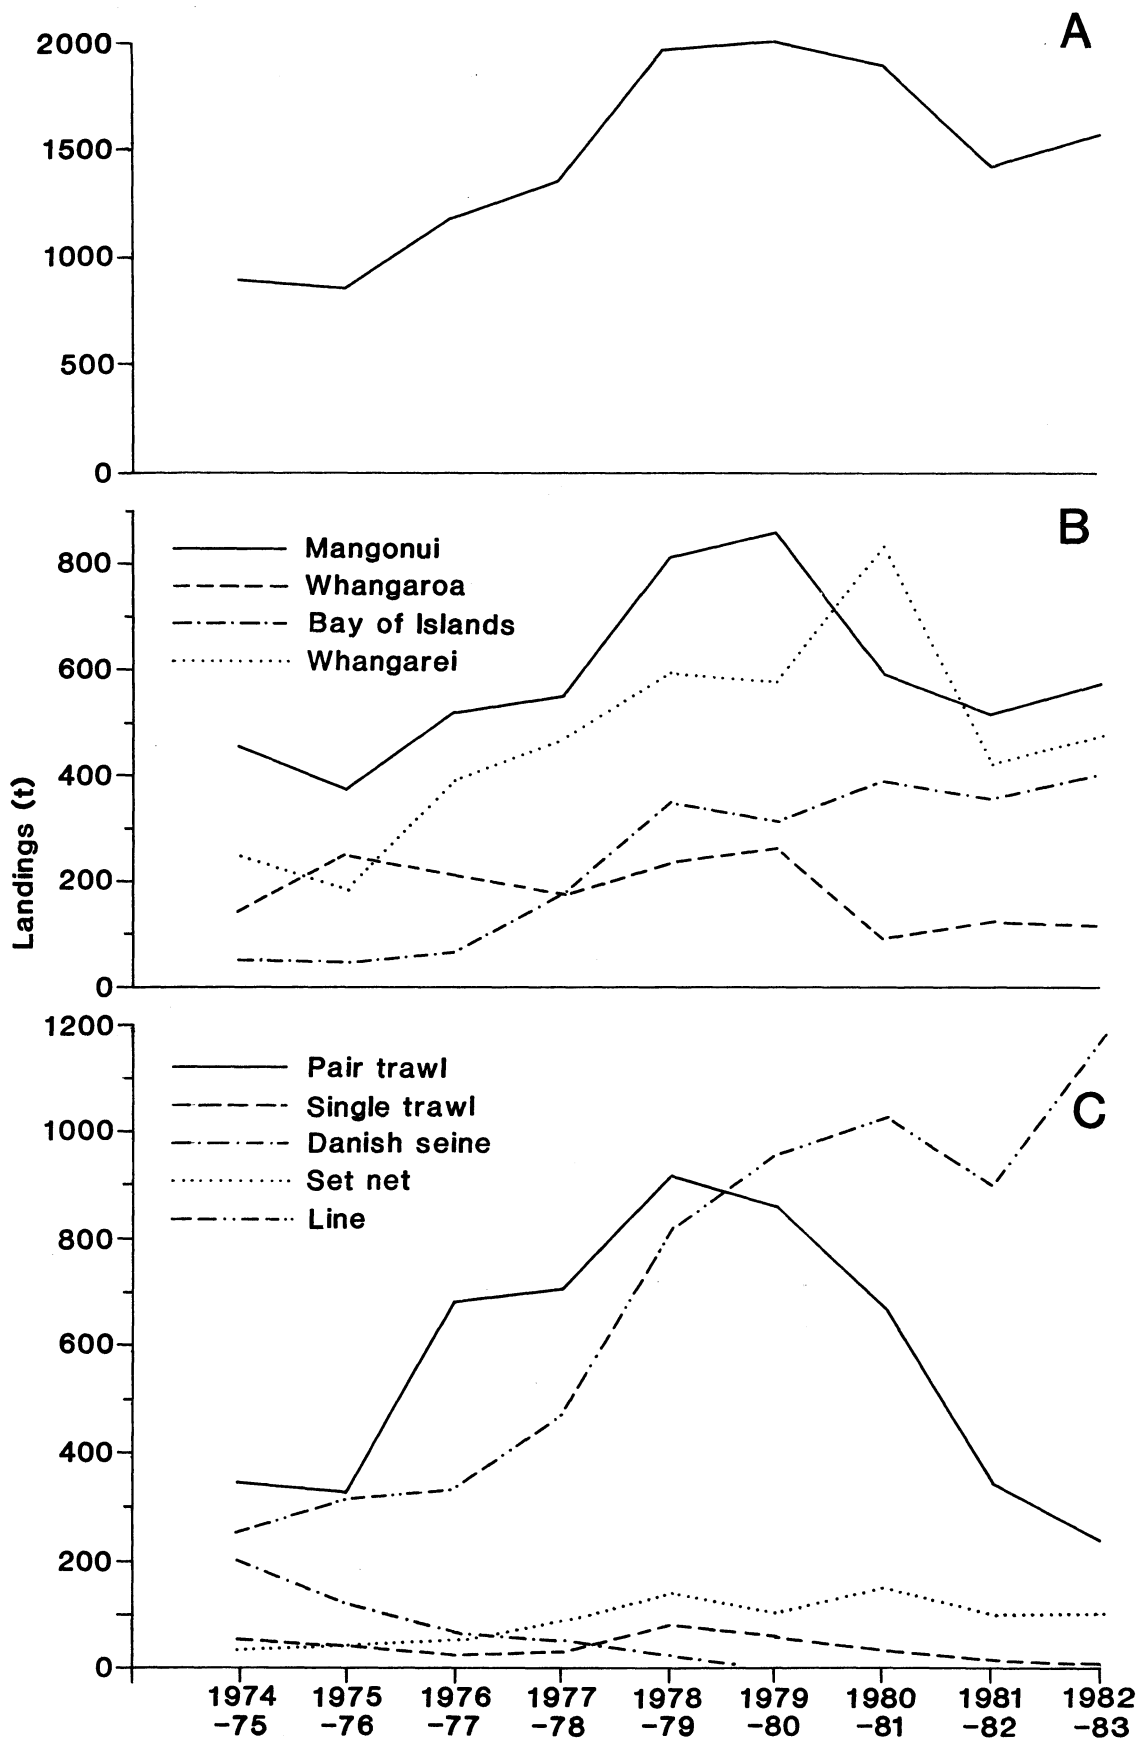 A
2000
1500
1000
500
0
B
Mangonui
Whangaroa
Bay of Islands
Whangarei
800
600
400
200
0
Landings (t)
C
1200
1000
800
600
400
200
0
Pair trawl
Single trawl
Danish seine
Set net
Line
1974 1975 1976 1977 1978 1979 1980 1981 1982
-75 -76 -77 -78 -79 -80 -81 -82 -83